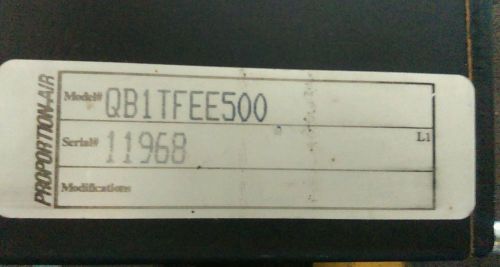 PROPORTION-AIR
Model# QB1TFEE500
Serial# 11968 L1
Modifications